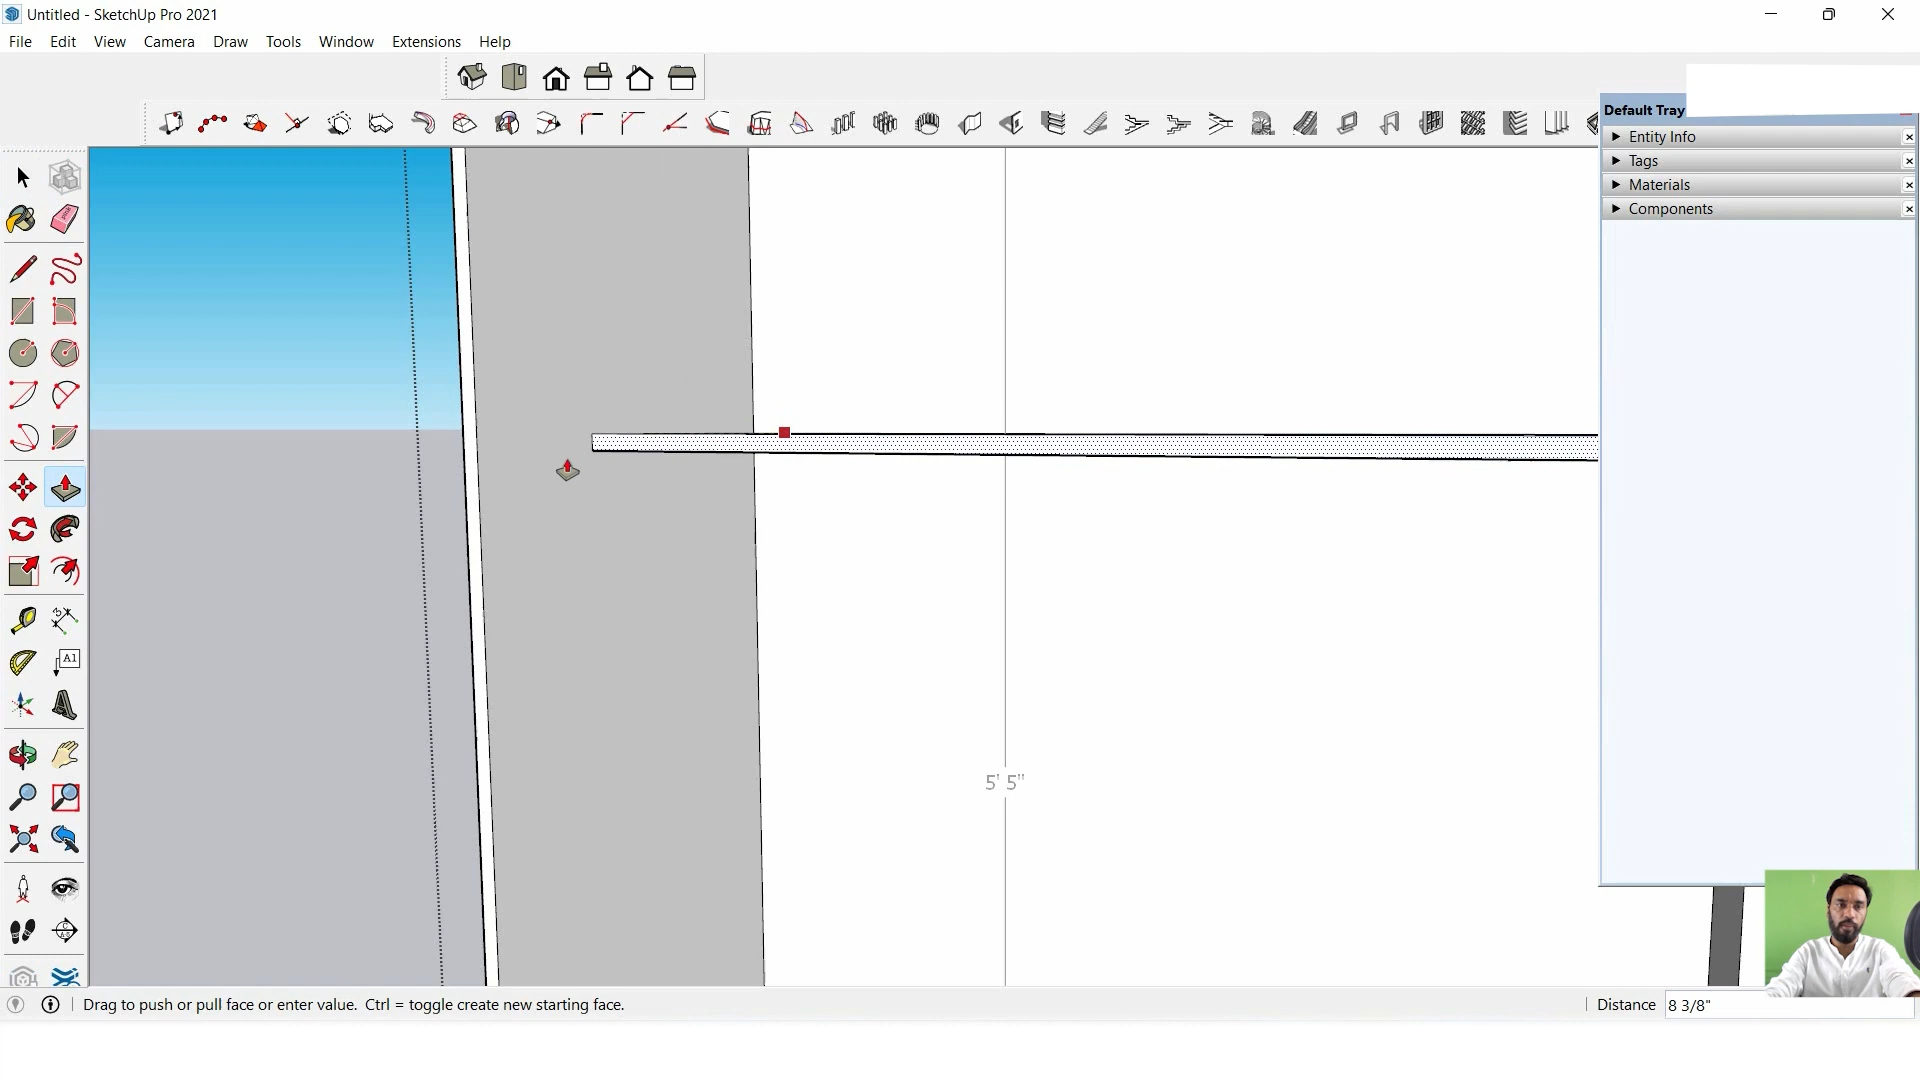 Untitled - SketchUp Pro 2021
File Edit View Camera Draw Tools Window Extensions Help
Default Tray
Entity Info
Tags
Materials
Components
A1
5' 5"
Drag to push or pull face or enter value. Ctrl = toggle create new starting face.
Distance 8 3/8"